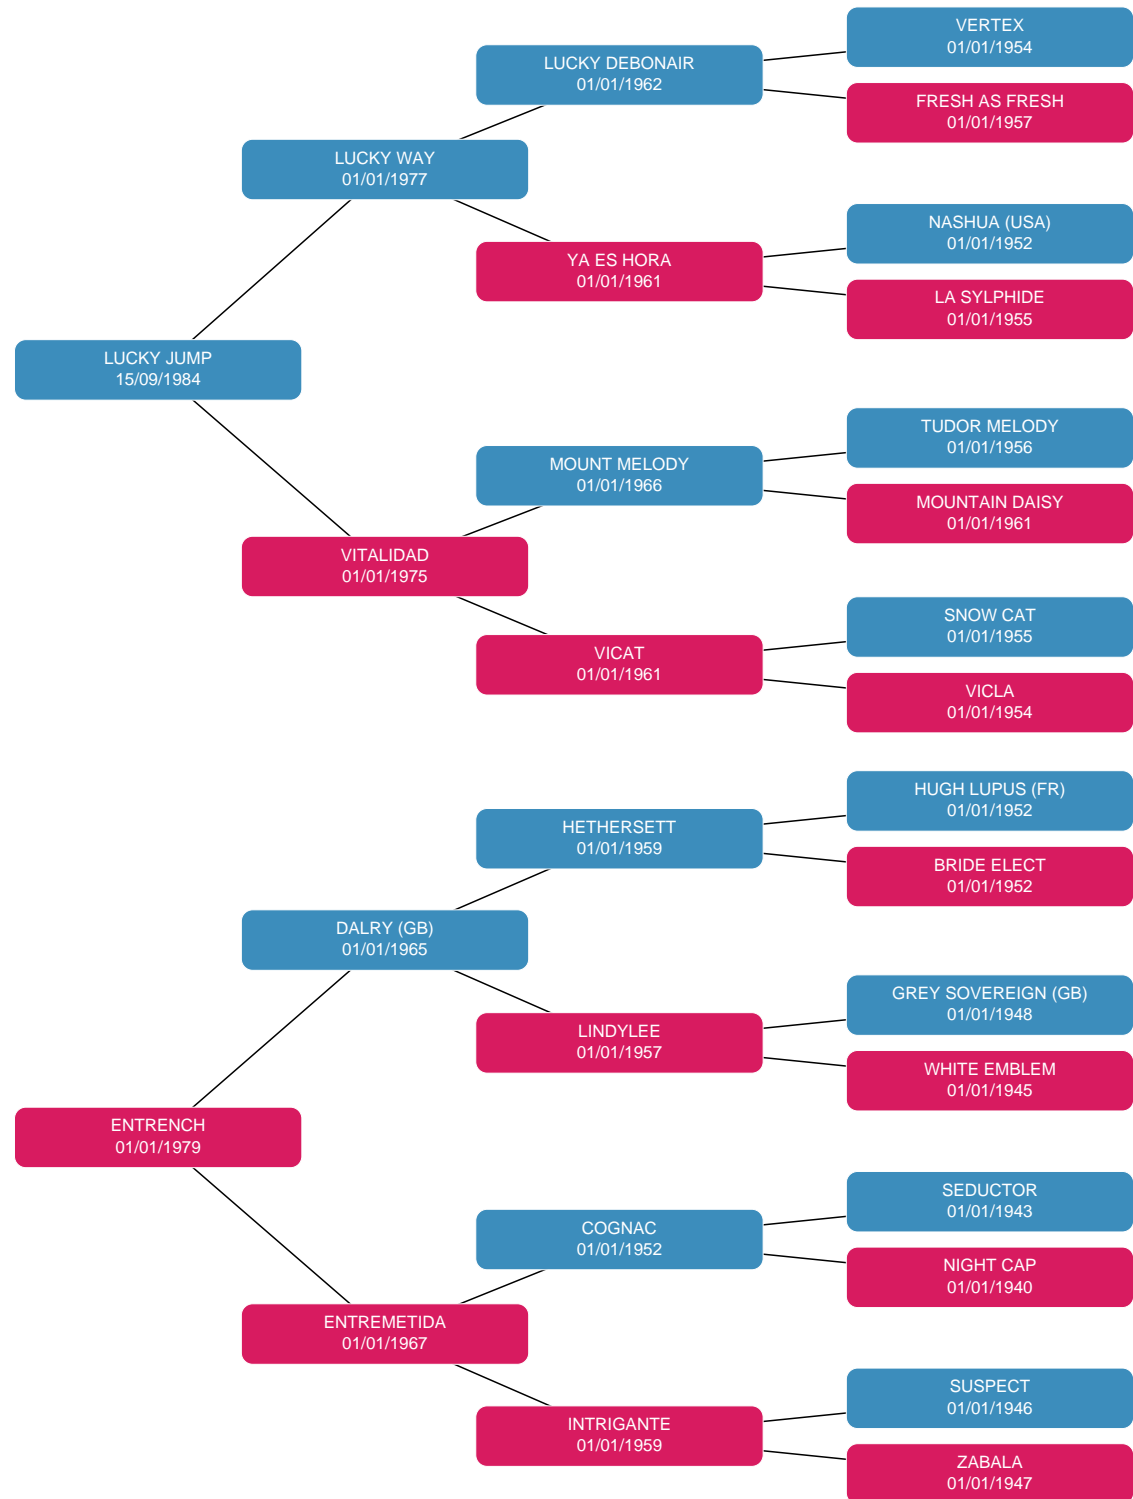 VERTEX
01/01/1954
LUCKY DEBONAIR
01/01/1962
FRESH AS FRESH
01/01/1957
LUCKY WAY
01/01/1977
NASHUA (USA)
01/01/1952
YA ES HORA
01/01/1961
LA SYLPHIDE
01/01/1955
LUCKY JUMP
15/09/1984
TUDOR MELODY
01/01/1956
MOUNT MELODY
01/01/1966
MOUNTAIN DAISY
01/01/1961
VITALIDAD
01/01/1975
SNOW CAT
01/01/1955
VICAT
01/01/1961
VICLA
01/01/1954
HUGH LUPUS (FR)
01/01/1952
HETHERSETT
01/01/1959
BRIDE ELECT
01/01/1952
DALRY (GB)
01/01/1965
GREY SOVEREIGN (GB)
01/01/1948
LINDYLEE
01/01/1957
WHITE EMBLEM
01/01/1945
ENTRENCH
01/01/1979
SEDUCTOR
01/01/1943
COGNAC
01/01/1952
NIGHT CAP
01/01/1940
ENTREMETIDA
01/01/1967
SUSPECT
01/01/1946
INTRIGANTE
01/01/1959
ZABALA
01/01/1947